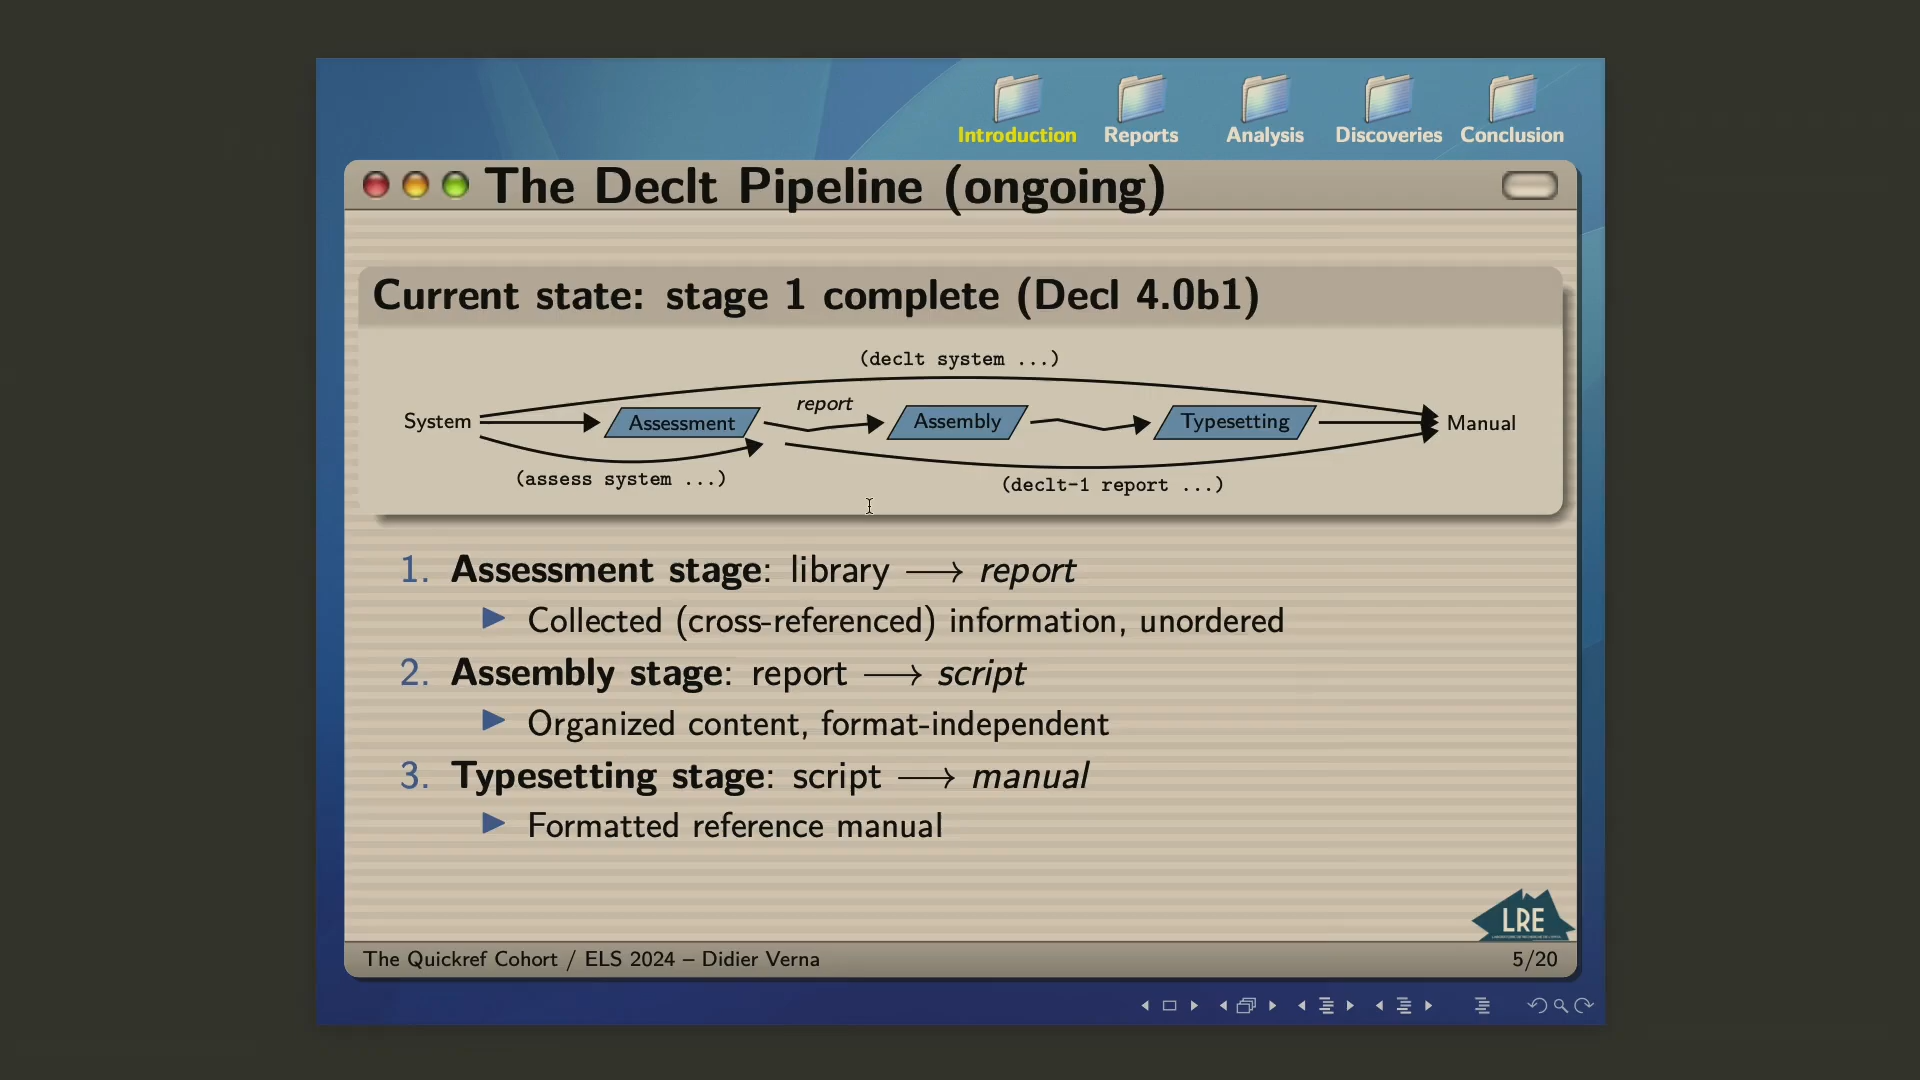 Introduction Reports Analysis Discoveries Conclusion
The Declt Pipeline (ongoing)
Current state: stage 1 complete (Decl 4.0b1)
(declt system ...)
report
System Assessment Assembly Typesetting Manual
(assess system ...) (declt-1 report ...)
1. Assessment stage: library ⟶ report
▶ Collected (cross-referenced) information, unordered
2. Assembly stage: report ⟶ script
▶ Organized content, format-independent
3. Typesetting stage: script ⟶ manual
▶ Formatted reference manual
LRE
The Quickref Cohort / ELS 2024 – Didier Verna 5/20